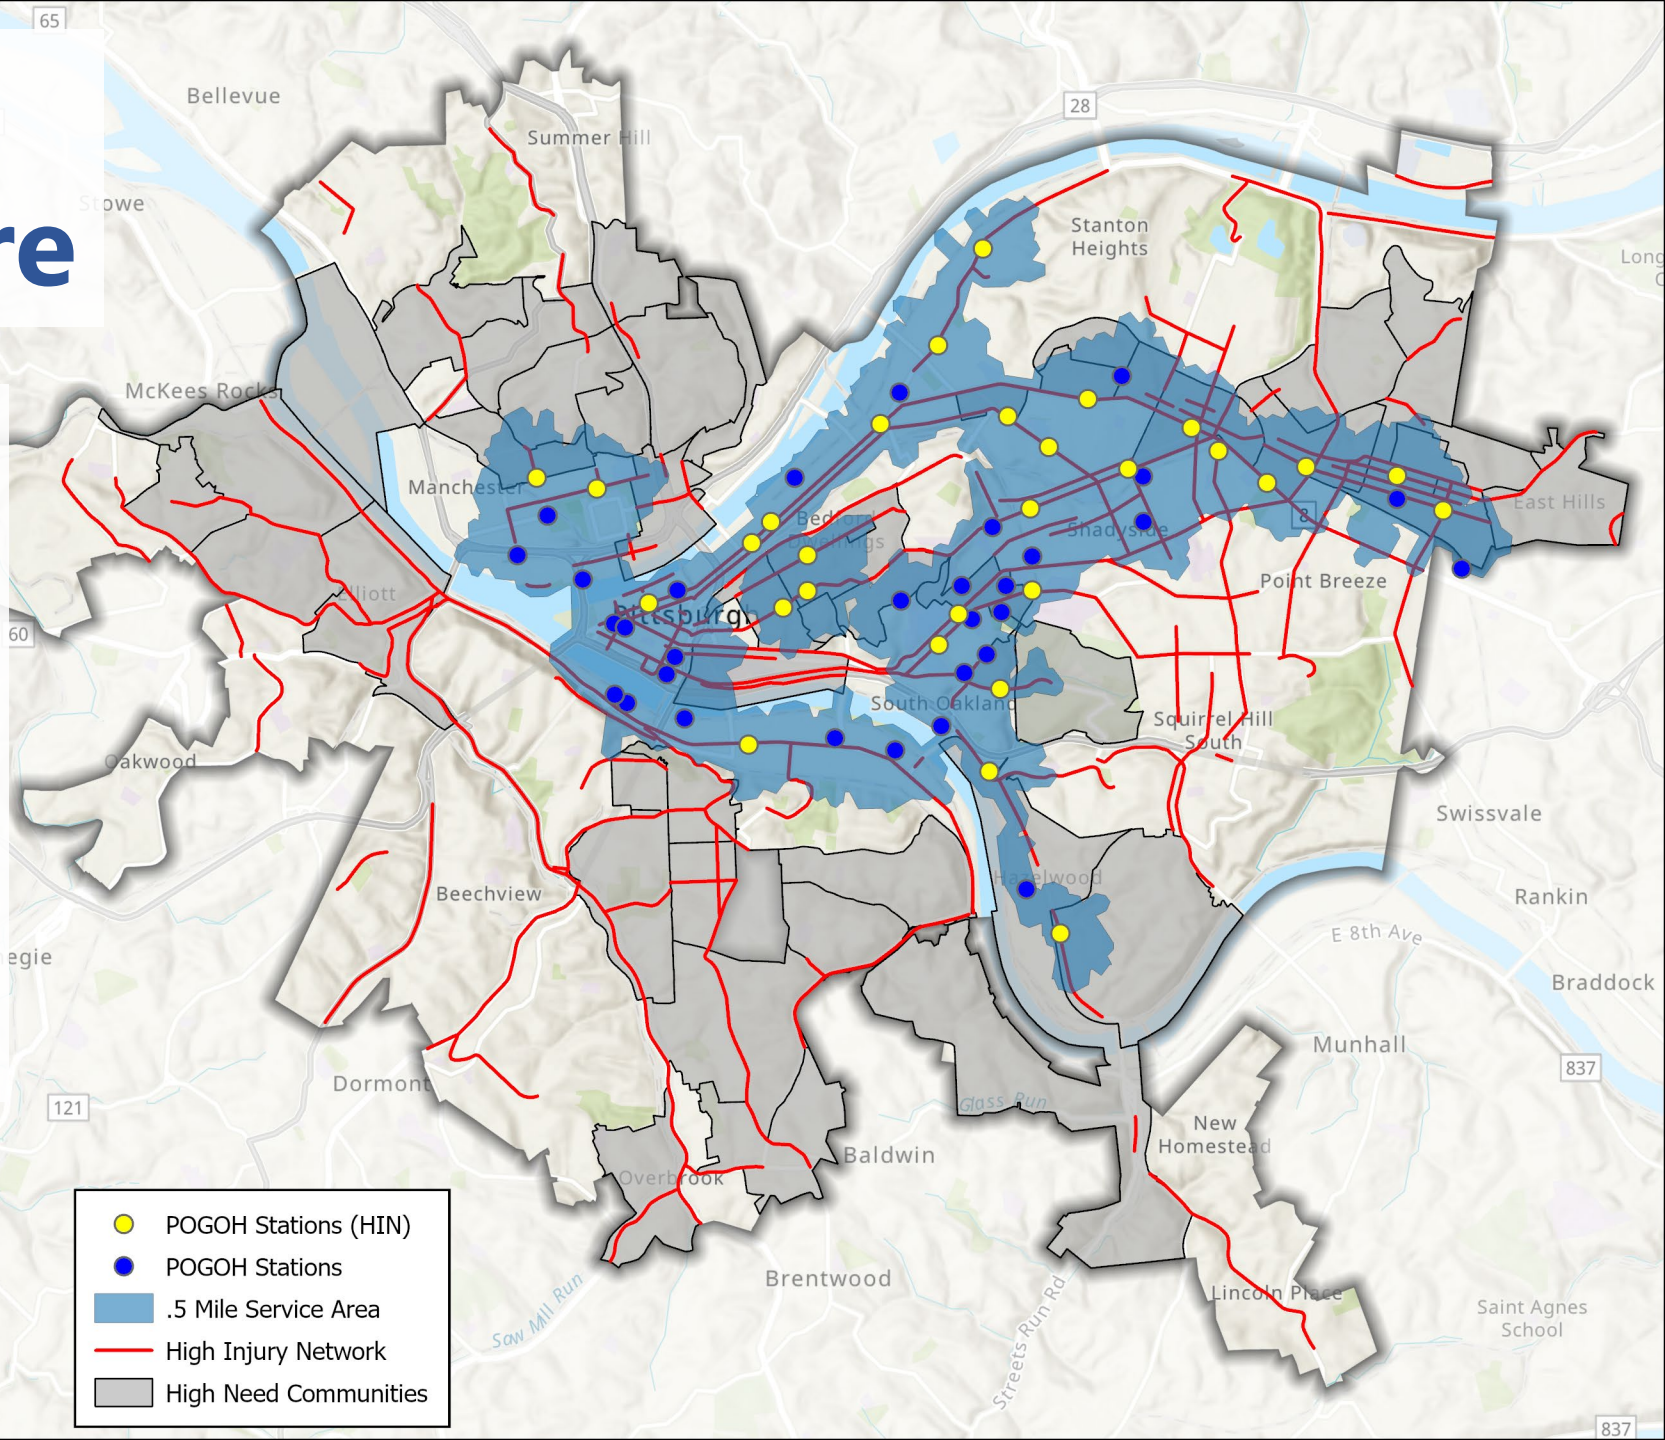 65
Bellevue
28
Summer Hill
Stowe
re
Stanton
Heights
McKees Rocks
Manchester
Bedford
Dwellings
Shadyside
8
East Hills
Point Breeze
Elliott
Pittsburgh
60
South Oakland
Squirrel Hill
South
Oakwood
Swissvale
Hazelwood
Beechview
Rankin
E 8th Ave
egie
Braddock
Munhall
837
Dormont
121
Glass Run
New
Homestead
Baldwin
Overbrook
Brentwood
Lincoln Place
Saint Agnes
School
Saw Mill Run
Streets Run Rd
837
POGOH Stations (HIN)
POGOH Stations
.5 Mile Service Area
High Injury Network
High Need Communities